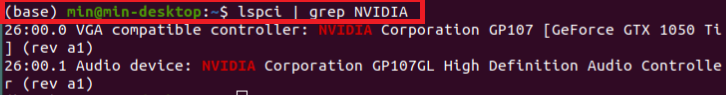 (base) min@min-desktop:~$ lspci | grep NVIDIA
26:00.0 VGA compatible controller: NVIDIA Corporation GP107 [GeForce GTX 1050 Ti
] (rev a1)
26:00.1 Audio device: NVIDIA Corporation GP107GL High Definition Audio Controlle
r (rev a1)